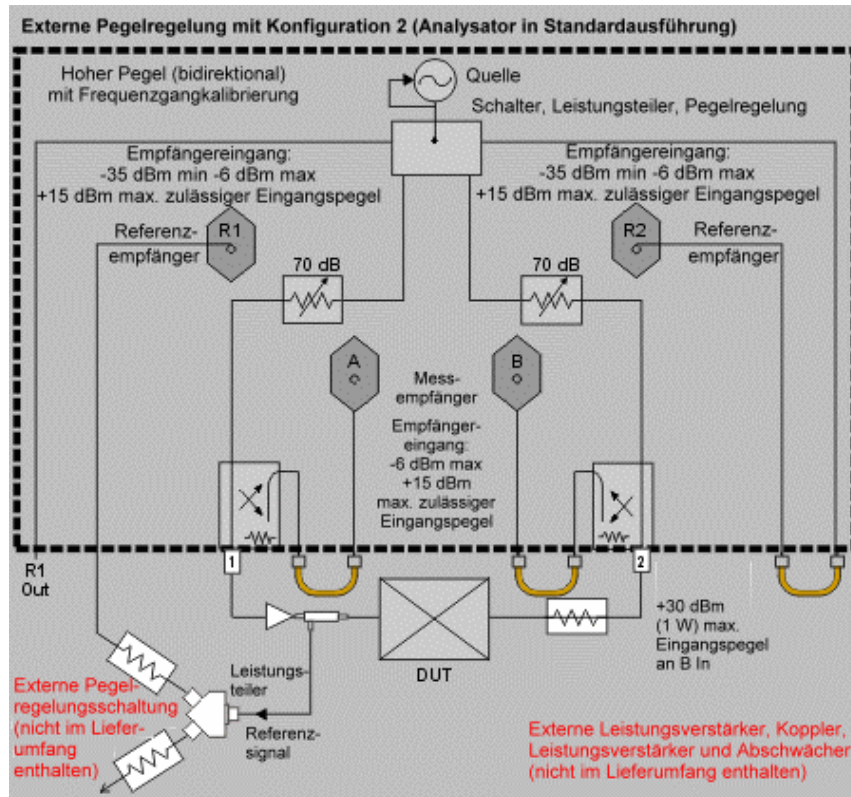 Externe Pegelregelung mit Konfiguration 2 (Analysator in Standardausführung)
Hoher Pegel (bidirektional)
mit Frequenzgangkalibrierung
Quelle
Schalter, Leistungsteiler, Pegelregelung
Empfängereingang:
-35 dBm min -6 dBm max
+15 dBm max. zulässiger Eingangspegel
Empfängereingang:
-35 dBm min -6 dBm max
+15 dBm max. zulässiger Eingangspegel
Referenz-
empfänger
R1
R2
Referenz-
empfänger
70 dB
70 dB
A
B
Mess-
empfänger
Empfänger-
eingang:
-6 dBm max
+15 dBm
max. zulässiger
Eingangspegel
R1
Out
1
2
DUT
+30 dBm
(1 W) max.
Eingangspegel
an B In
Leistungs-
teiler
Referenz-
signal
Externe Pegel-
regelungsschaltung
(nicht im Liefer-
umfang
enthalten)
Externe Leistungsverstärker, Koppler,
Leistungsverstärker und Abschwächer
(nicht im Lieferumfang enthalten)